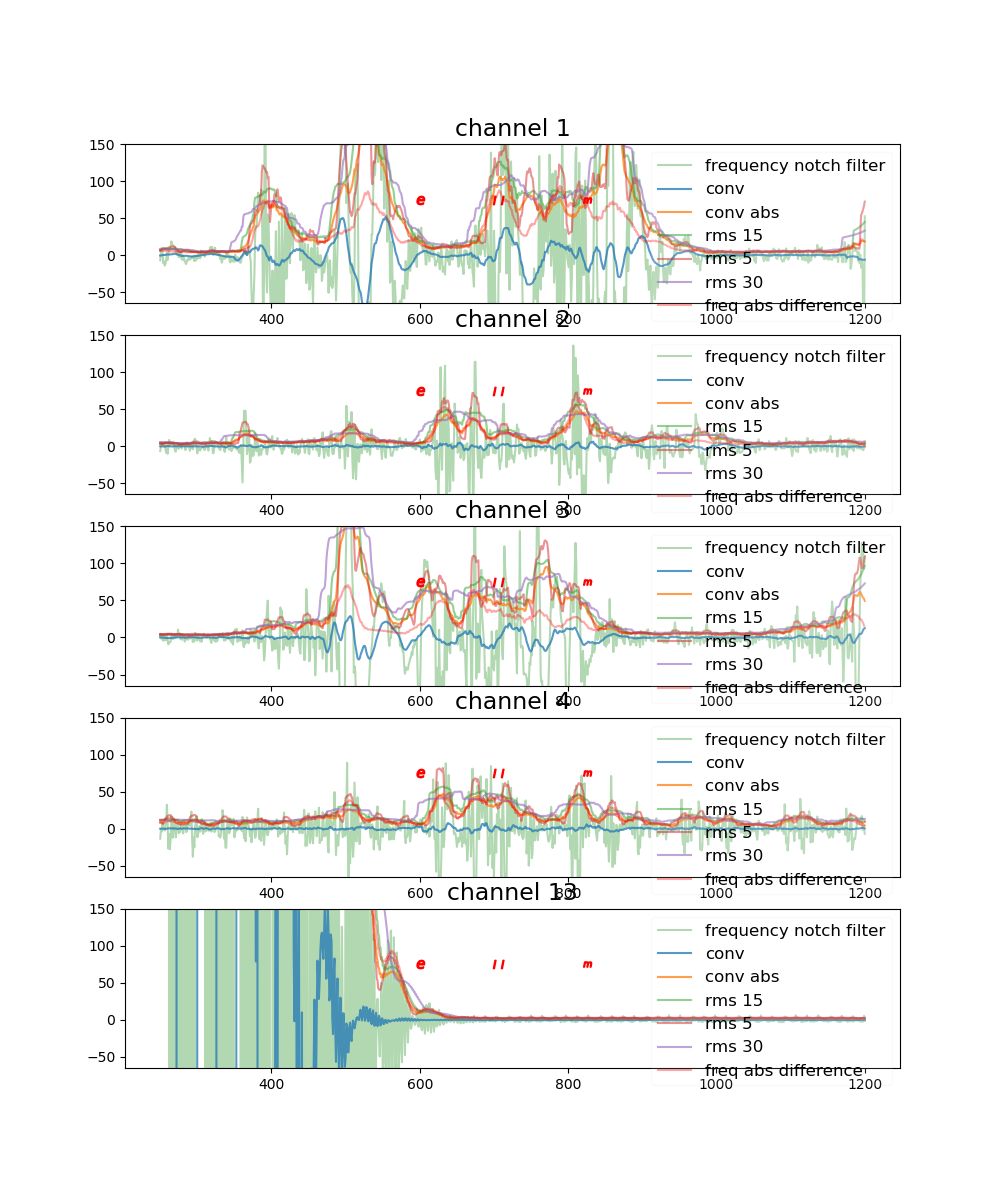 channel 1
150
100
50
0
−50
e l l m
frequency notch filter
conv
conv abs
rms 15
rms 5
rms 30
freq abs difference
400 600 800 1000 1200
channel 2
150
100
50
0
−50
e l l m
frequency notch filter
conv
conv abs
rms 15
rms 5
rms 30
freq abs difference
400 600 800 1000 1200
channel 3
150
100
50
0
−50
e l l m
frequency notch filter
conv
conv abs
rms 15
rms 5
rms 30
freq abs difference
400 600 800 1000 1200
channel 4
150
100
50
0
−50
e l l m
frequency notch filter
conv
conv abs
rms 15
rms 5
rms 30
freq abs difference
400 600 800 1000 1200
channel 13
150
100
50
0
−50
e l l m
frequency notch filter
conv
conv abs
rms 15
rms 5
rms 30
freq abs difference
400 600 800 1000 1200